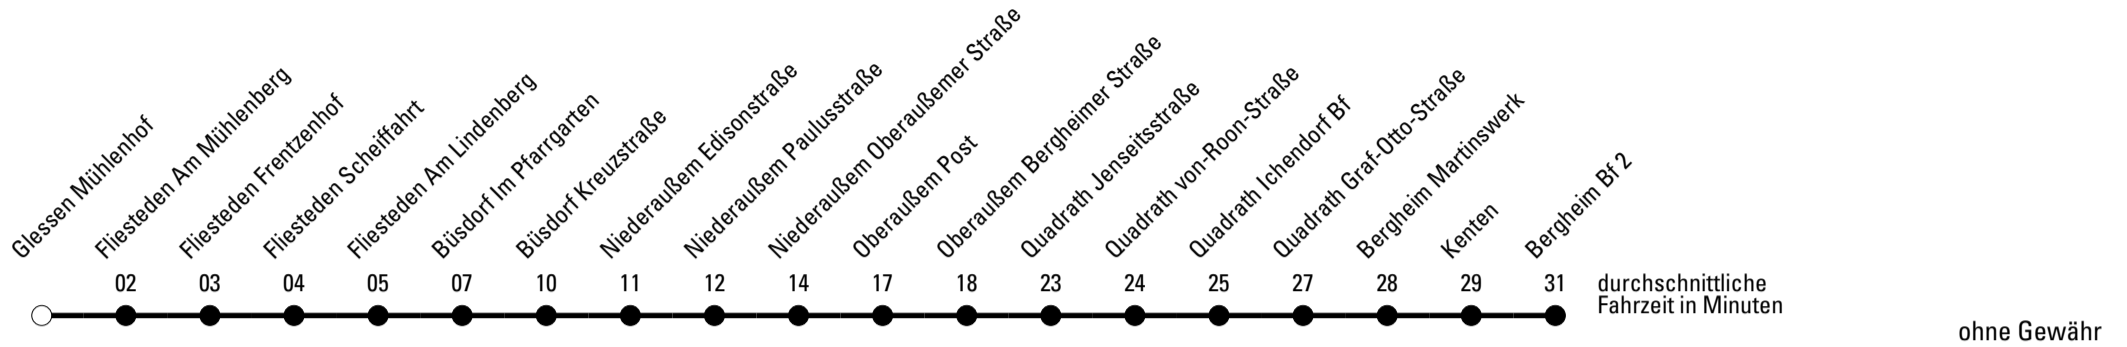 Glessen Mühlenhof
Fliesteden Am Mühlenberg
Fliesteden Frentzenhof
Fliesteden Scheiffahrt
Fliesteden Am Lindenberg
Büsdorf Im Pfarrgarten
Büsdorf Kreuzstraße
Niederaußem Edisonstraße
Niederaußem Paulusstraße
Niederaußem Oberaußemer Straße
Oberaußem Post
Oberaußem Bergheimer Straße
Quadrath Jenseitsstraße
Quadrath von-Roon-Straße
Quadrath Ichendorf Bf
Quadrath Graf-Otto-Straße
Bergheim Martinswerk
Kenten
Bergheim Bf 2
02 03 04 05 07 10 11 12 14 17 18 23 24 25 27 28 29 31
durchschnittliche
Fahrzeit in Minuten
ohne Gewähr